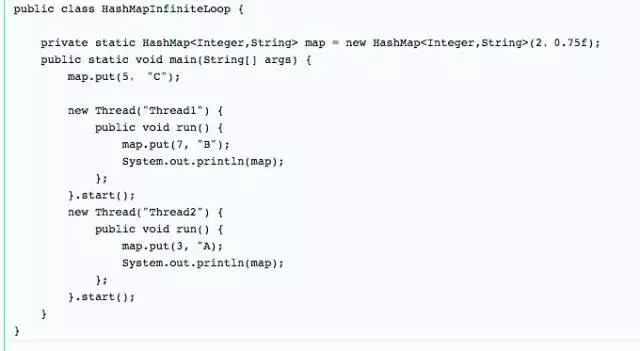 public class HashMapInfiniteLoop {
private static HashMap<Integer,String> map = new HashMap<Integer,String>(2，0.75f);
public static void main(String[] args) {
map.put(5， "C");
new Thread("Thread1") {
public void run() {
map.put(7, "B");
System.out.println(map);
};
}.start();
new Thread("Thread2") {
public void run() {
map.put(3, "A);
System.out.println(map);
};
}.start();
}
}